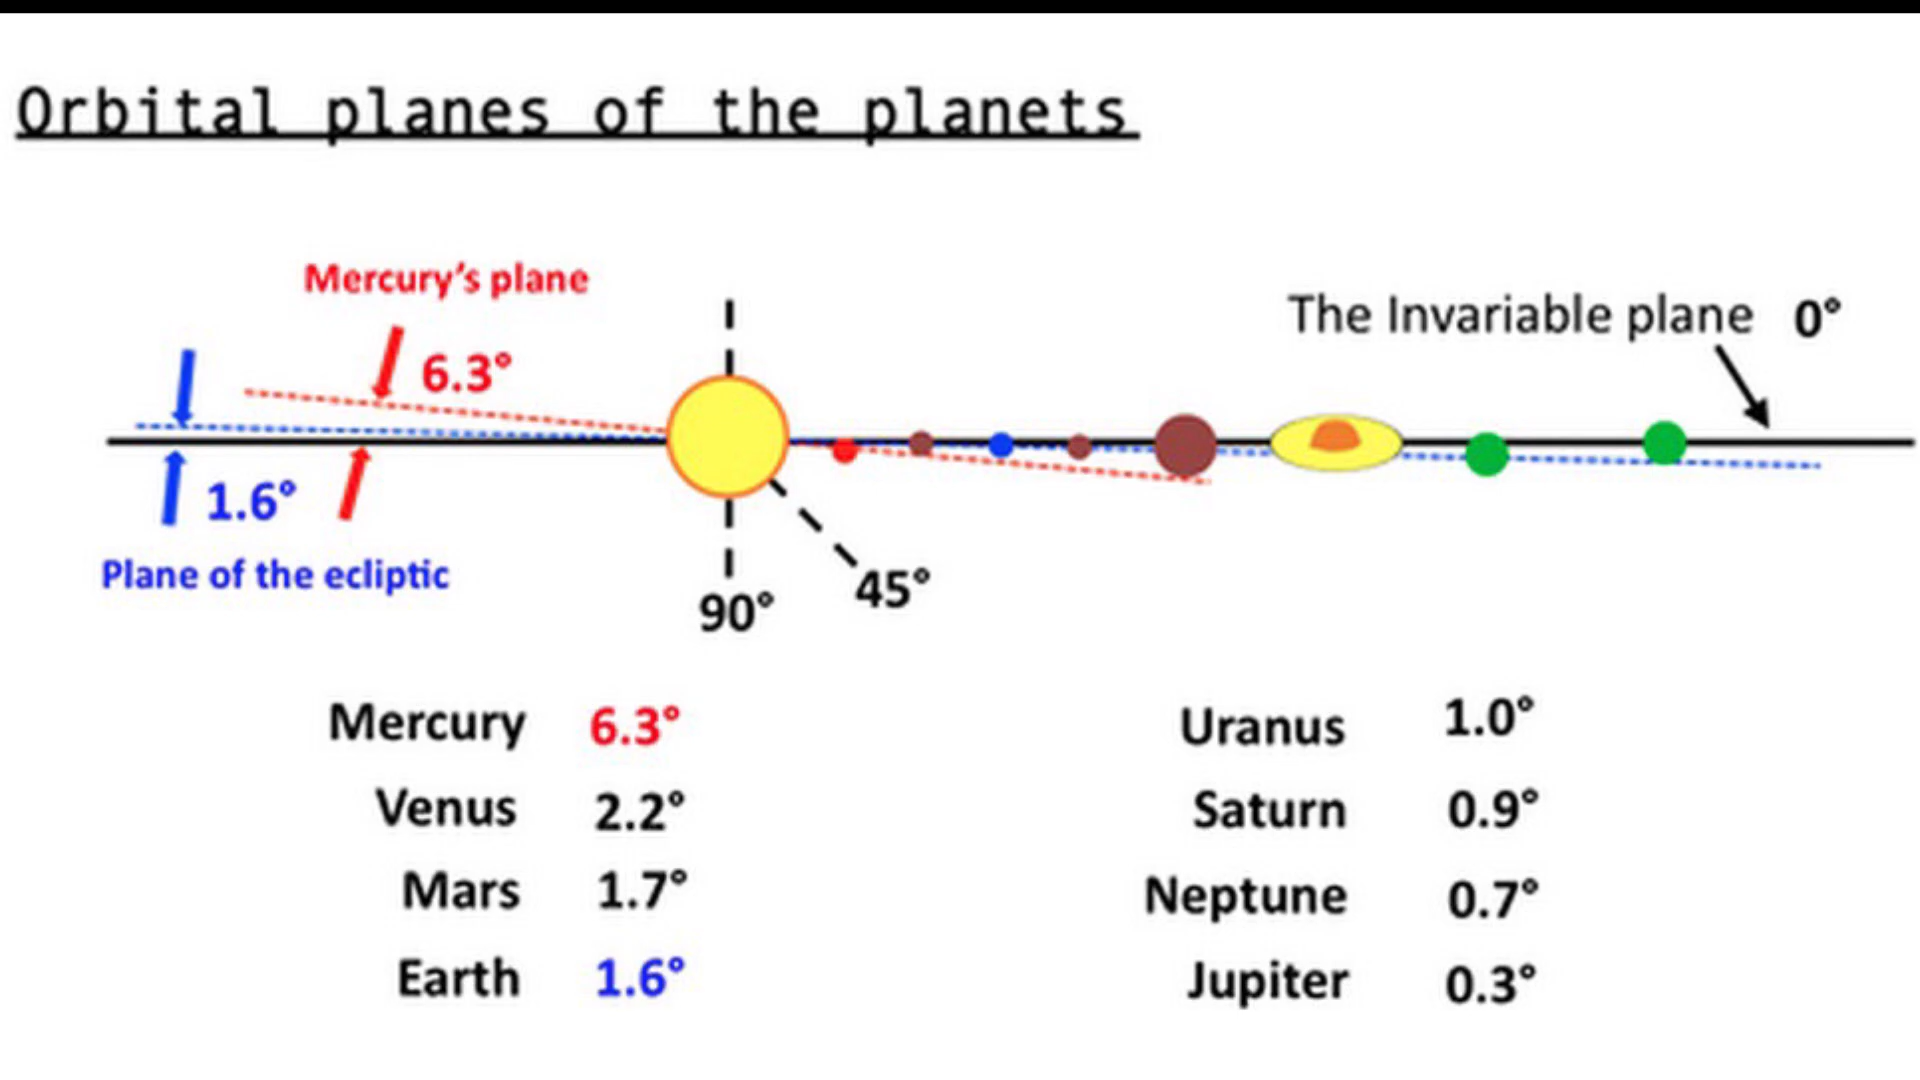 Orbital planes of the planets
Mercury's plane
The Invariable plane 0°
6.3°
1.6°
Plane of the ecliptic
45°
90°
Mercury 6.3°
Venus 2.2°
Mars 1.7°
Earth 1.6°
Uranus 1.0°
Saturn 0.9°
Neptune 0.7°
Jupiter 0.3°